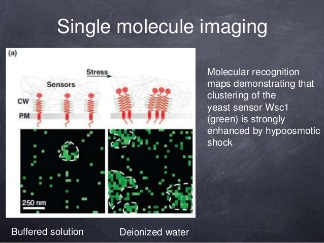 Single molecule imaging
(a)
Stress
Sensors
CW
PM
250 nm
Molecular recognition
maps demonstrating that
clustering of the
yeast sensor Wsc1
(green) is strongly
enhanced by hypoosmotic
shock
Buffered solution
Deionized water